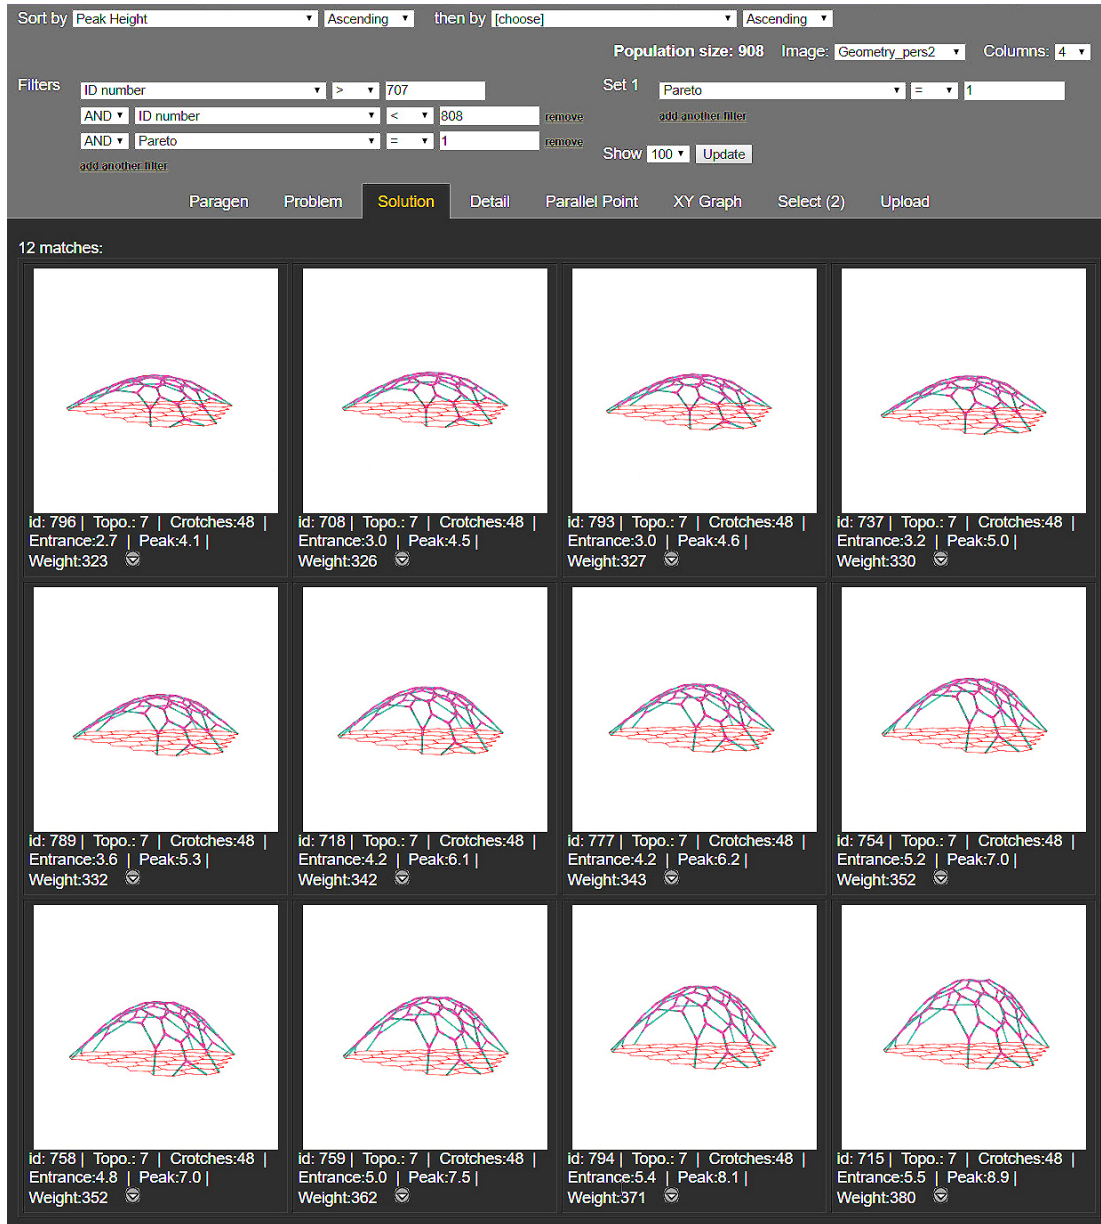 Sort by Peak Height Ascending then by [choose] Ascending
Population size: 908 Image: Geometry_pers2 Columns: 4
Filters ID number > 707 Set 1 Pareto = 1
AND ID number < 808 remove add another filter
AND Pareto = 1 remove
Show 100 Update
add another filter
Paragen Problem Solution Detail Parallel Point XY Graph Select (2) Upload
12 matches:
id: 796 | Topo.: 7 | Crotches:48 |
Entrance:2.7 | Peak:4.1 |
Weight:323
id: 708 | Topo.: 7 | Crotches:48 |
Entrance:3.0 | Peak:4.5 |
Weight:326
id: 793 | Topo.: 7 | Crotches:48 |
Entrance:3.0 | Peak:4.6 |
Weight:327
id: 737 | Topo.: 7 | Crotches:48 |
Entrance:3.2 | Peak:5.0 |
Weight:330
id: 789 | Topo.: 7 | Crotches:48 |
Entrance:3.6 | Peak:5.3 |
Weight:332
id: 718 | Topo.: 7 | Crotches:48 |
Entrance:4.2 | Peak:6.1 |
Weight:342
id: 777 | Topo.: 7 | Crotches:48 |
Entrance:4.2 | Peak:6.2 |
Weight:343
id: 754 | Topo.: 7 | Crotches:48 |
Entrance:5.2 | Peak:7.0 |
Weight:352
id: 758 | Topo.: 7 | Crotches:48 |
Entrance:4.8 | Peak:7.0 |
Weight:352
id: 759 | Topo.: 7 | Crotches:48 |
Entrance:5.0 | Peak:7.5 |
Weight:362
id: 794 | Topo.: 7 | Crotches:48 |
Entrance:5.4 | Peak:8.1 |
Weight:371
id: 715 | Topo.: 7 | Crotches:48 |
Entrance:5.5 | Peak:8.9 |
Weight:380